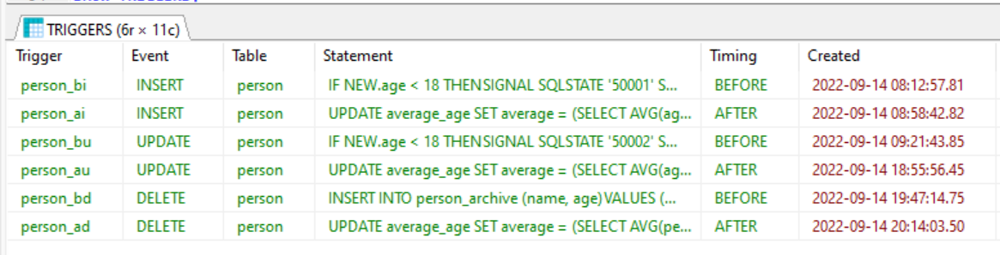 TRIGGERS (6r × 11c)
Trigger Event Table Statement Timing Created
person_bi INSERT person IF NEW.age < 18 THENSIGNAL SQLSTATE '50001' S... BEFORE 2022-09-14 08:12:57.81
person_ai INSERT person UPDATE average_age SET average = (SELECT AVG(ag... AFTER 2022-09-14 08:58:42.82
person_bu UPDATE person IF NEW.age < 18 THENSIGNAL SQLSTATE '50002' S... BEFORE 2022-09-14 09:21:43.85
person_au UPDATE person UPDATE average_age SET average = (SELECT AVG(ag... AFTER 2022-09-14 18:55:56.45
person_bd DELETE person INSERT INTO person_archive (name, age)VALUES (... BEFORE 2022-09-14 19:47:14.75
person_ad DELETE person UPDATE average_age SET average = (SELECT AVG(pe... AFTER 2022-09-14 20:14:03.50